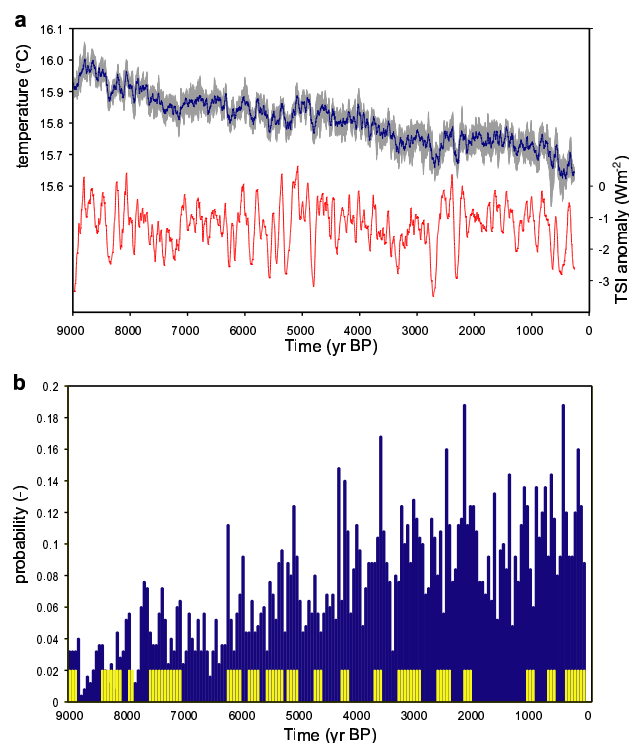 a
16.1
16.0
15.9
15.8
15.7
15.6
temperature (°C)
0
-1
-2
-3
TSI anomaly (Wm-2)
9000 8000 7000 6000 5000 4000 3000 2000 1000 0
Time (yr BP)
b
0.2
0.18
0.16
0.14
0.12
0.1
0.08
0.06
0.04
0.02
0
probability (-)
9000 8000 7000 6000 5000 4000 3000 2000 1000 0
Time (yr BP)